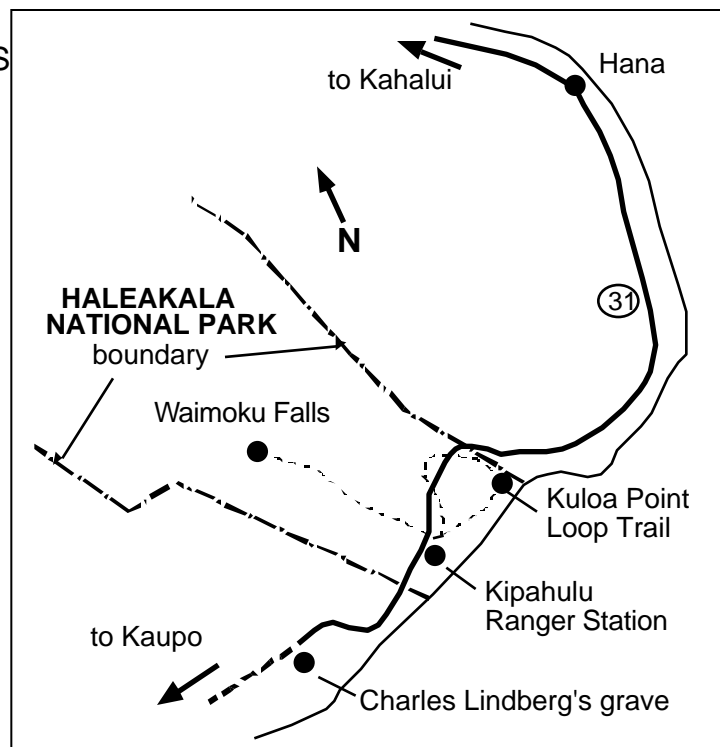 S
Hana
to Kahalui
N
31
HALEAKALA
NATIONAL PARK
boundary
Waimoku Falls
Kuloa Point
Loop Trail
Kipahulu
Ranger Station
to Kaupo
Charles Lindberg's grave